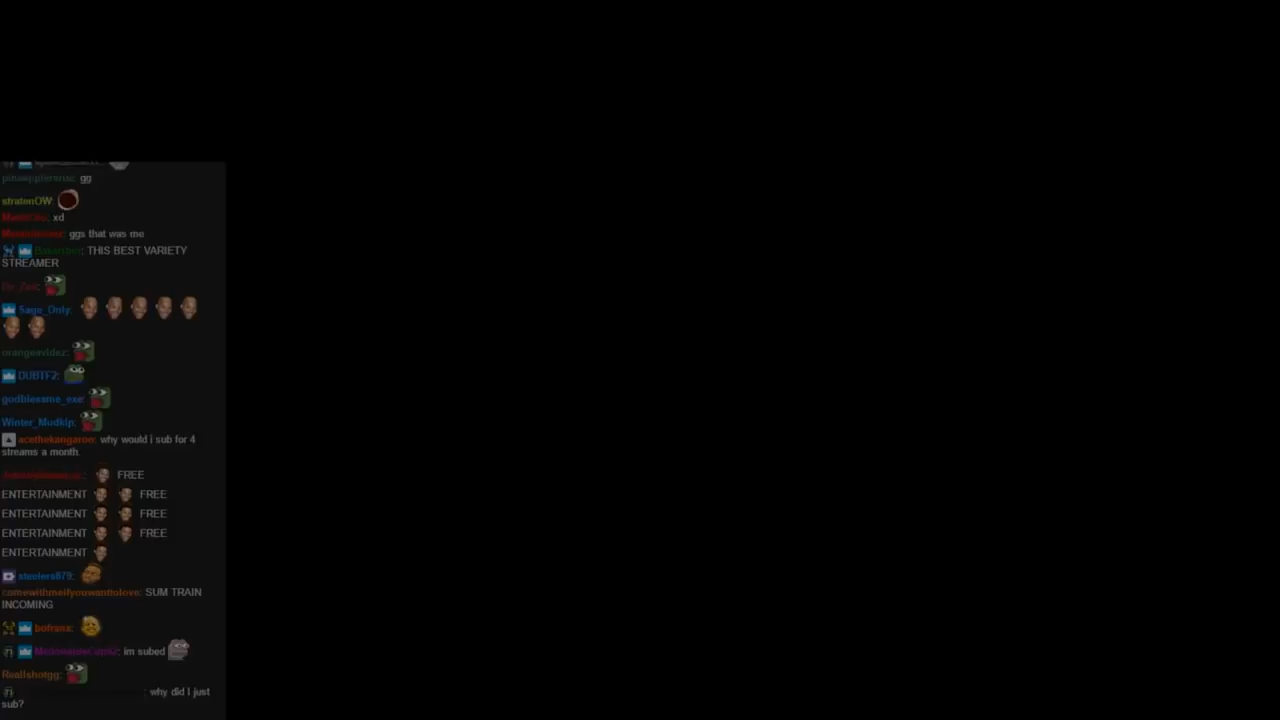 gg
stratenOW:
xd
ggs that was me
THIS BEST VARIETY
STREAMER
Sage_Only:
DUBTF2:
godblessme_exe:
Winter_Mudkip:
acethekangaroo: why would i sub for 4
streams a month.
FREE
ENTERTAINMENT FREE
ENTERTAINMENT FREE
ENTERTAINMENT FREE
ENTERTAINMENT
steelers879:
camewithmeifyouwanttolove: SUM TRAIN
INCOMING
bofranx:
im subed
Reallshotgg:
why did I just
sub?